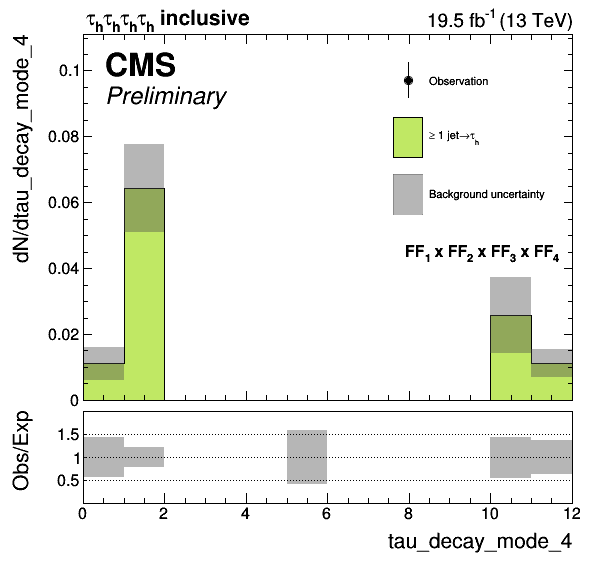 τhτhτhτh inclusive
19.5 fb⁻¹ (13 TeV)
CMS
Preliminary
Observation
≥ 1 jet→τh
Background uncertainty
FF₁ x FF₂ x FF₃ x FF₄
dN/dtau_decay_mode_4
0.1
0.08
0.06
0.04
0.02
0
Obs/Exp
1.5
1
0.5
0 2 4 6 8 10 12
tau_decay_mode_4